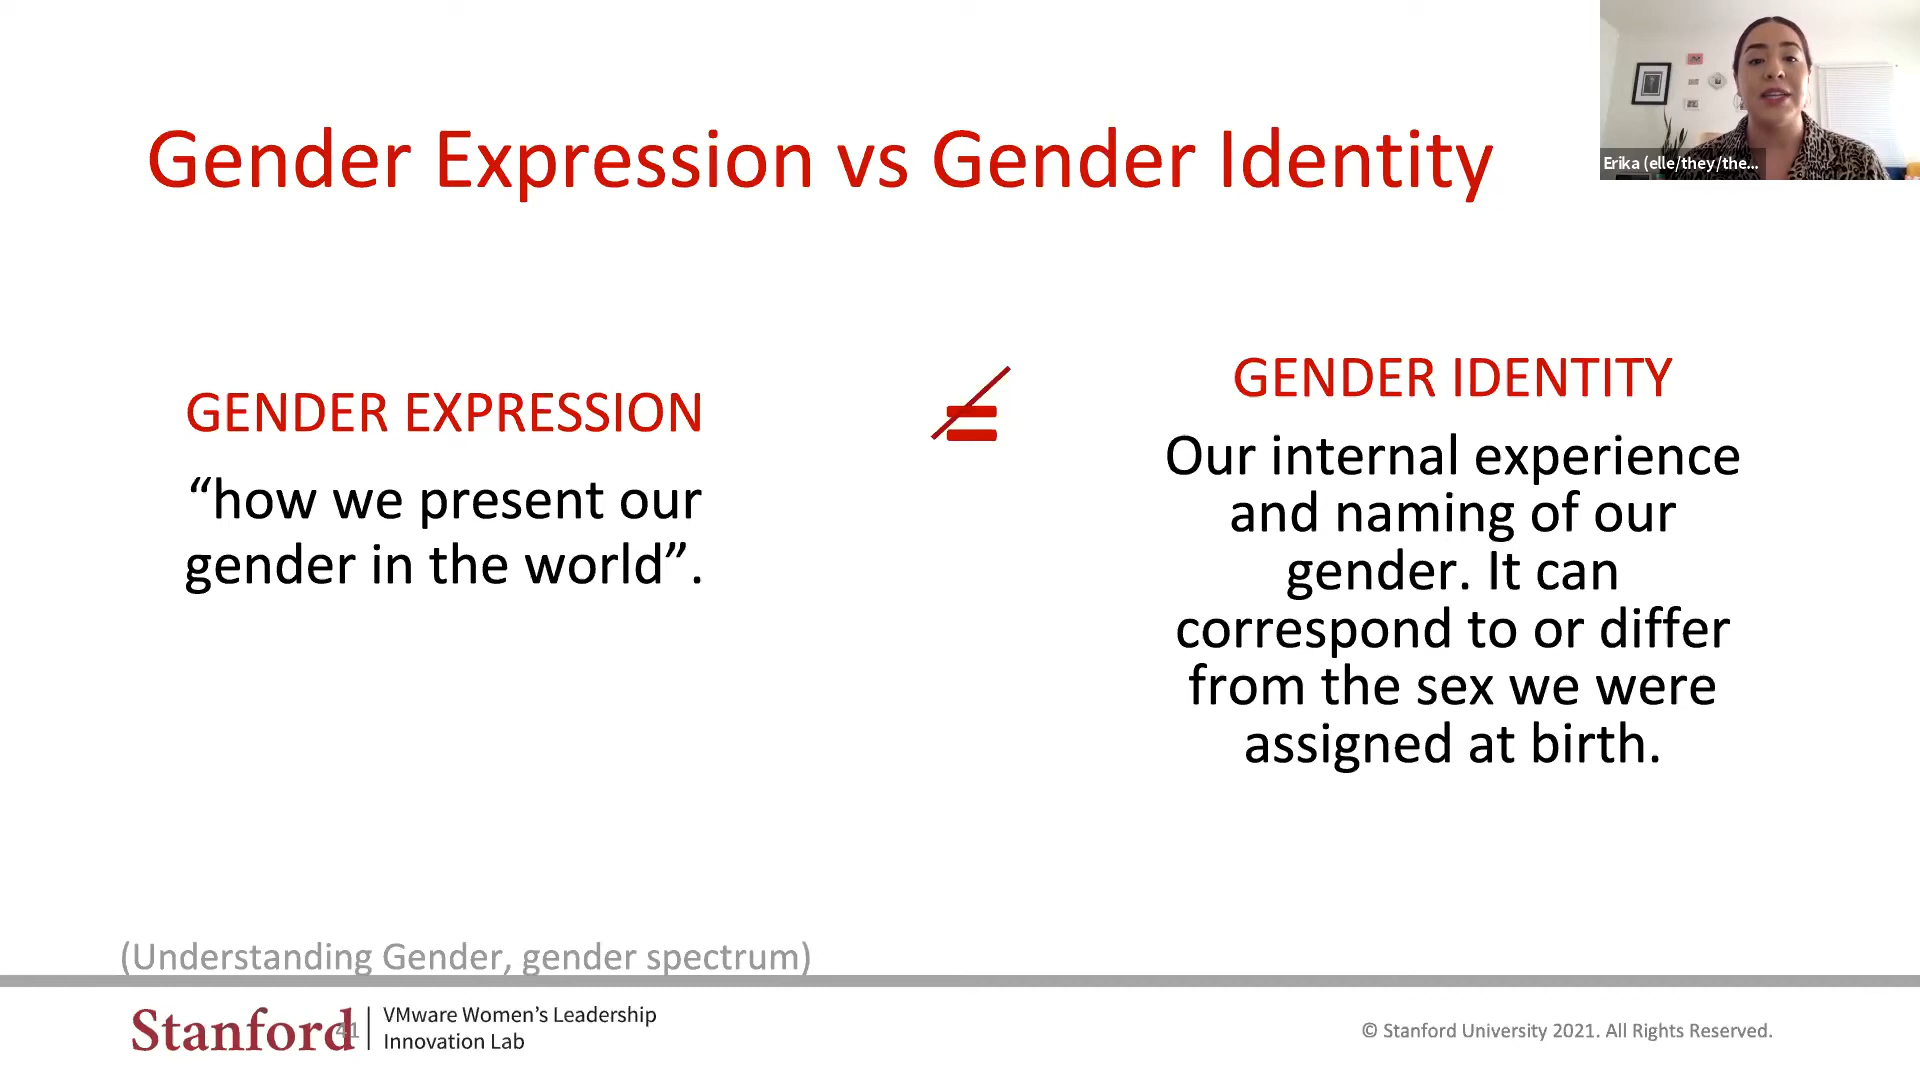 Gender Expression vs Gender Identity
Erika (elle/they/the...
GENDER EXPRESSION
“how we present our
gender in the world”.
≠
GENDER IDENTITY
Our internal experience
and naming of our
gender. It can
correspond to or differ
from the sex we were
assigned at birth.
(Understanding Gender, gender spectrum)
Stanford
41
VMware Women’s Leadership
Innovation Lab
© Stanford University 2021. All Rights Reserved.